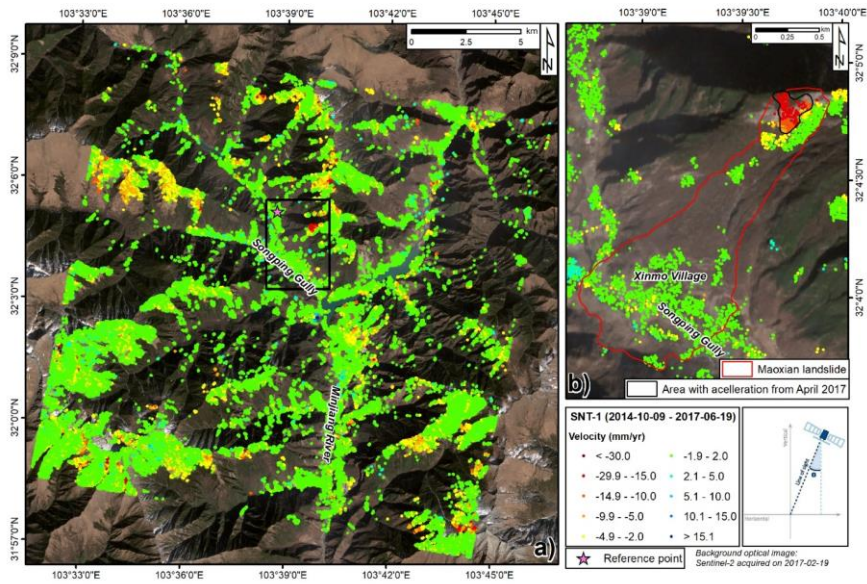 103°33'0"E 103°36'0"E 103°39'0"E 103°42'0"E 103°45'0"E
km
0 2.5 5
N
32°9'0"N
32°6'0"N
32°3'0"N
32°0'0"N
31°57'0"N
Songping Gully
Minjiang River
a)
103°33'0"E 103°36'0"E 103°39'0"E 103°42'0"E 103°45'0"E
103°39'0"E 103°39'30"E 103°40'0"E
km
0 0.25 0.5
N
32°5'0"N
32°4'30"N
32°4'0"N
Xinmo Village
Songping Gully
b)
Maoxian landslide
Area with acelleration from April 2017
SNT-1 (2014-10-09 - 2017-06-19)
Velocity (mm/yr)
< -30.0
-29.9 - -15.0
-14.9 - -10.0
-9.9 - -5.0
-4.9 - -2.0
-1.9 - 2.0
2.1 - 5.0
5.1 - 10.0
10.1 - 15.0
> 15.1
Vertical
Line of sight
Horizontal
Reference point
Background optical image:
Sentinel-2 acquired on 2017-02-19